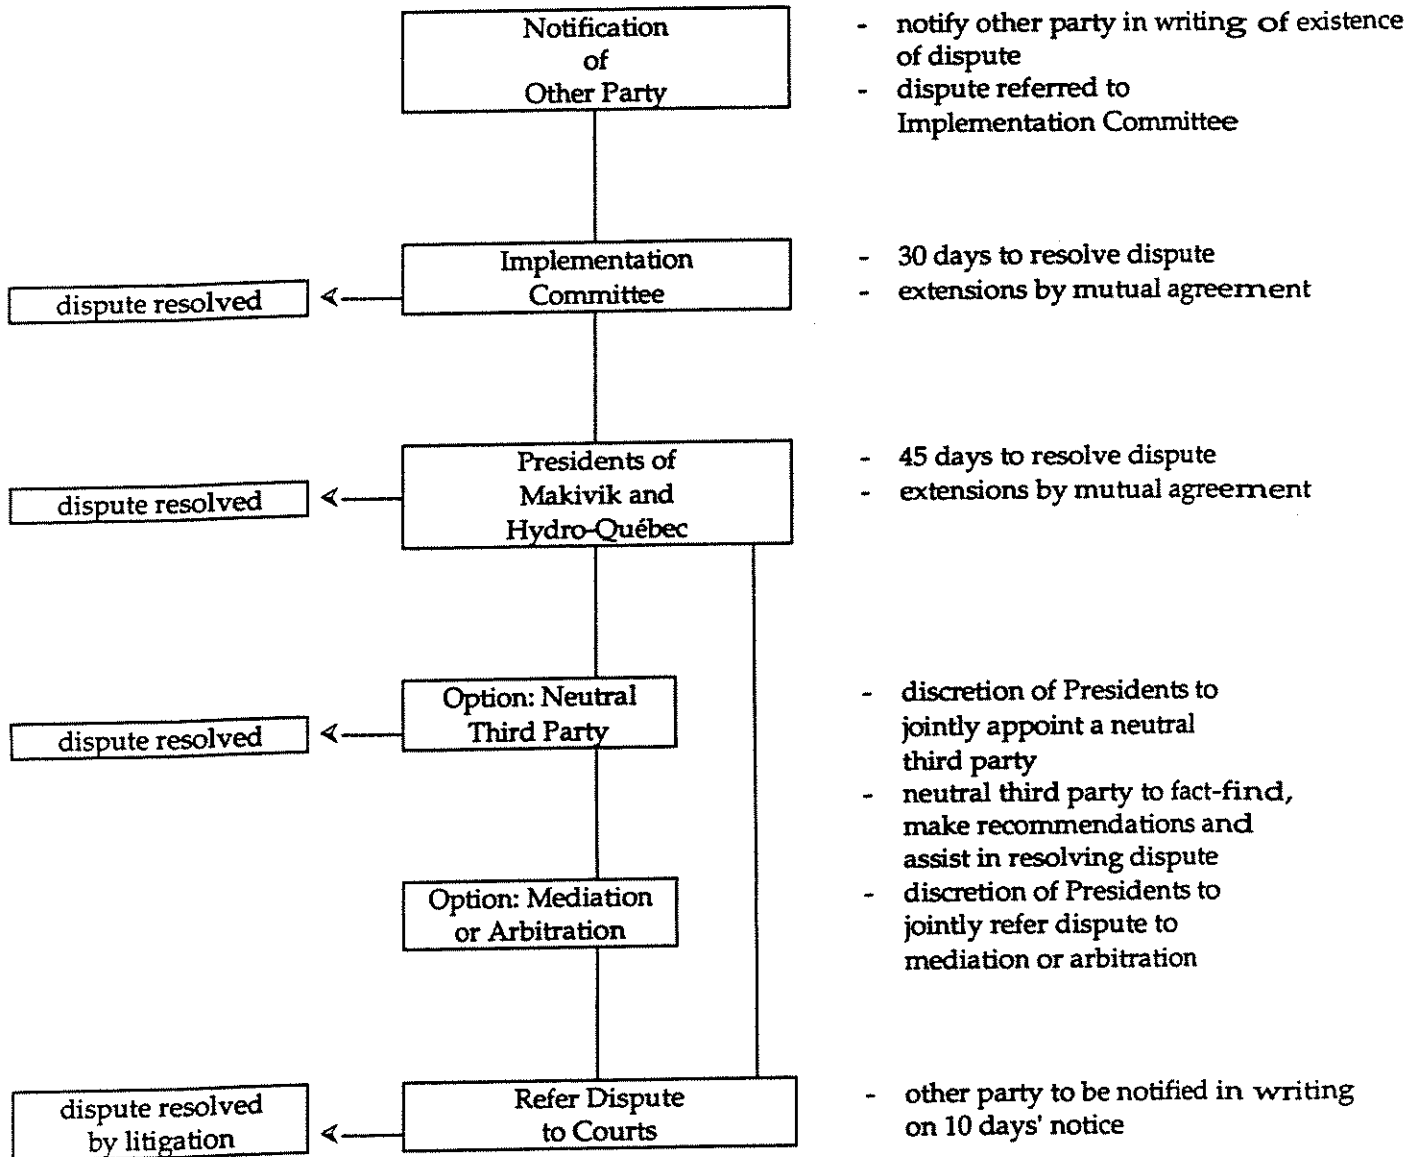 Notification
of
Other Party
- notify other party in writing of existence
of dispute
- dispute referred to
Implementation Committee
Implementation
Committee
- 30 days to resolve dispute
- extensions by mutual agreement
dispute resolved
Presidents of
Makivik and
Hydro-Québec
- 45 days to resolve dispute
- extensions by mutual agreement
dispute resolved
Option: Neutral
Third Party
dispute resolved
- discretion of Presidents to
jointly appoint a neutral
third party
- neutral third party to fact-find,
make recommendations and
assist in resolving dispute
Option: Mediation
or Arbitration
- discretion of Presidents to
jointly refer dispute to
mediation or arbitration
Refer Dispute
to Courts
- other party to be notified in writing
on 10 days' notice
dispute resolved
by litigation